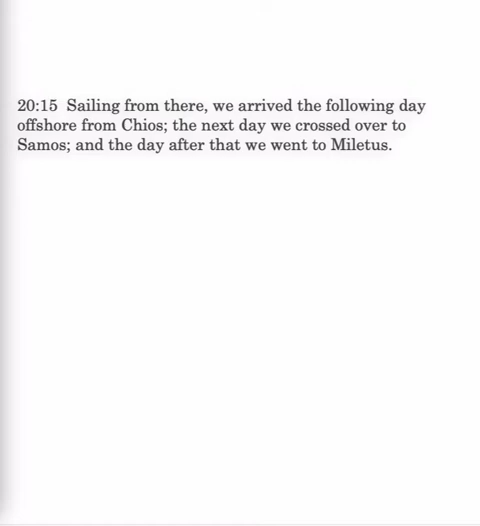 20:15 Sailing from there, we arrived the following day
offshore from Chios; the next day we crossed over to
Samos; and the day after that we went to Miletus.